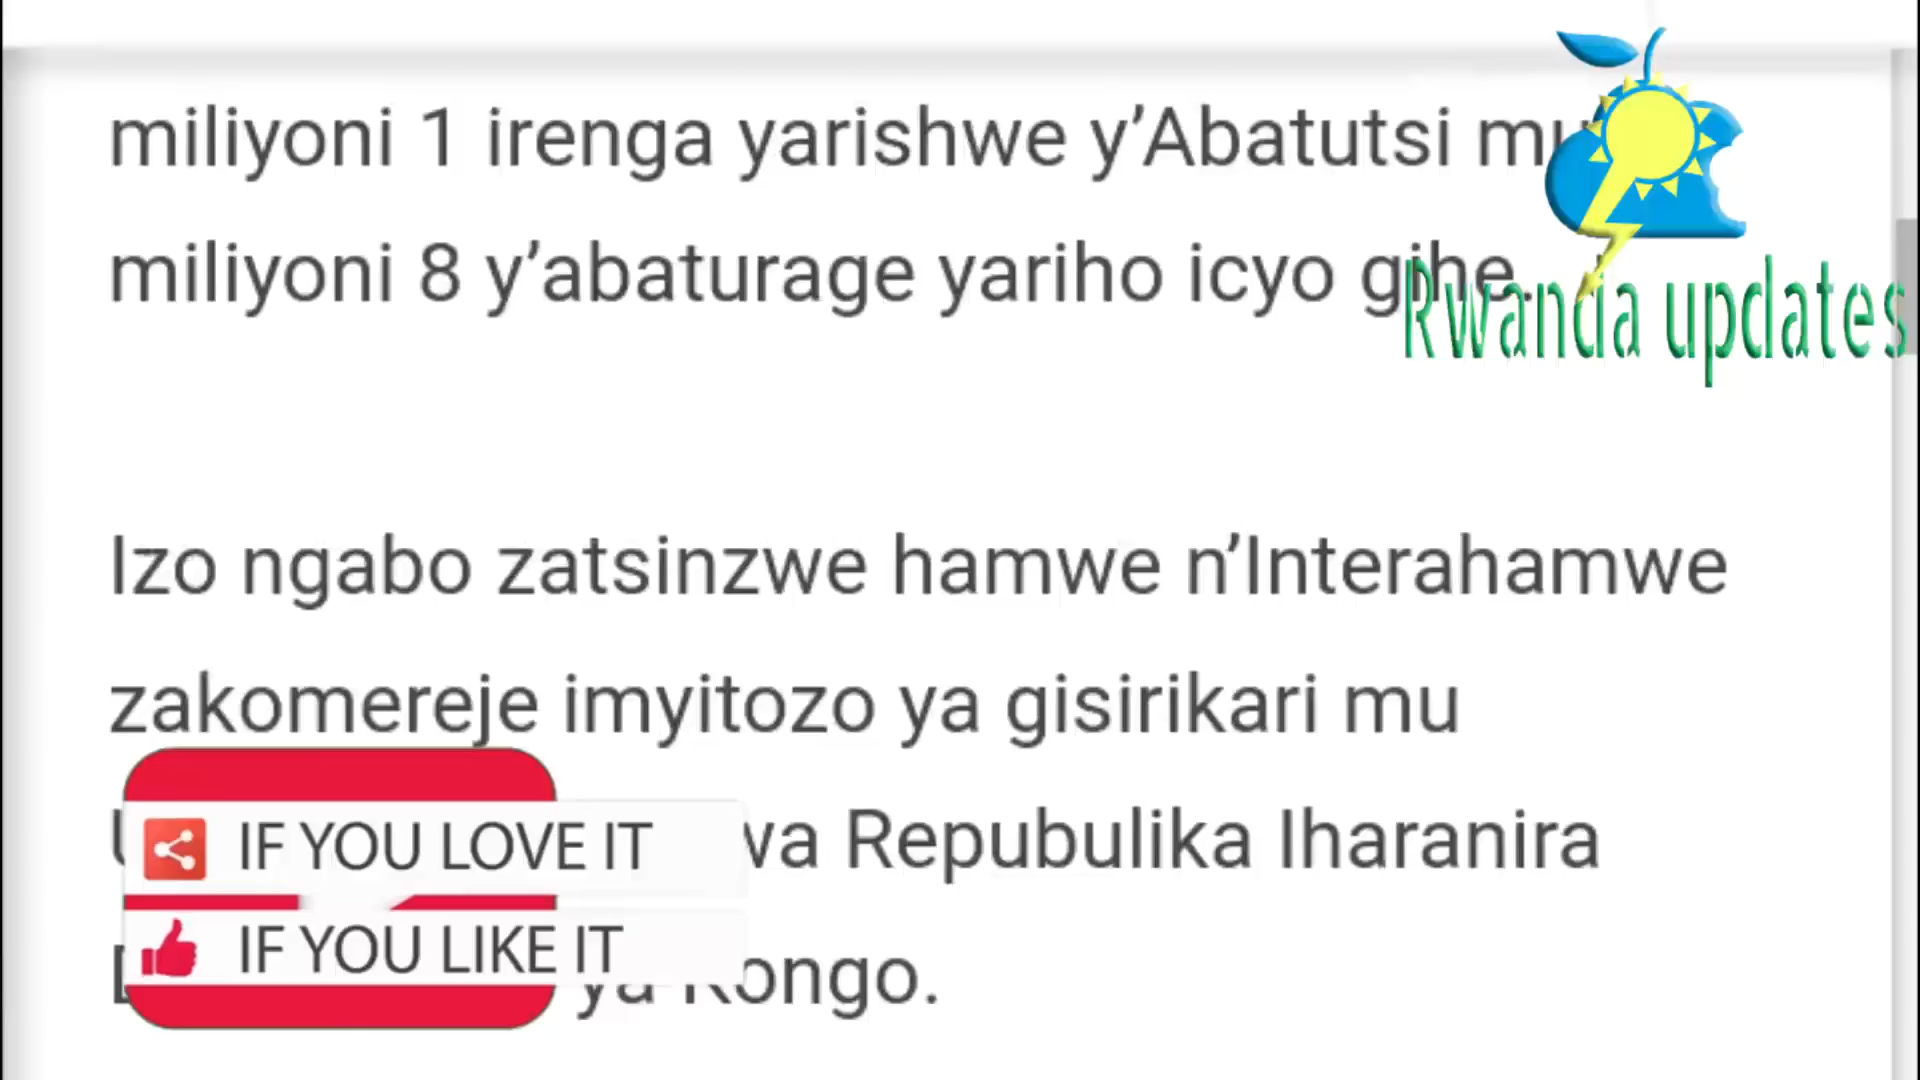 miliyoni 1 irenga yarishwe y’Abatutsi mu
miliyoni 8 y’abaturage yariho icyo gihe.
Rwanda updates
Izo ngabo zatsinzwe hamwe n’Interahamwe
zakomereje imyitozo ya gisirikari mu
Repubulika Iharanira
IF YOU LOVE IT
ya Kongo.
IF YOU LIKE IT